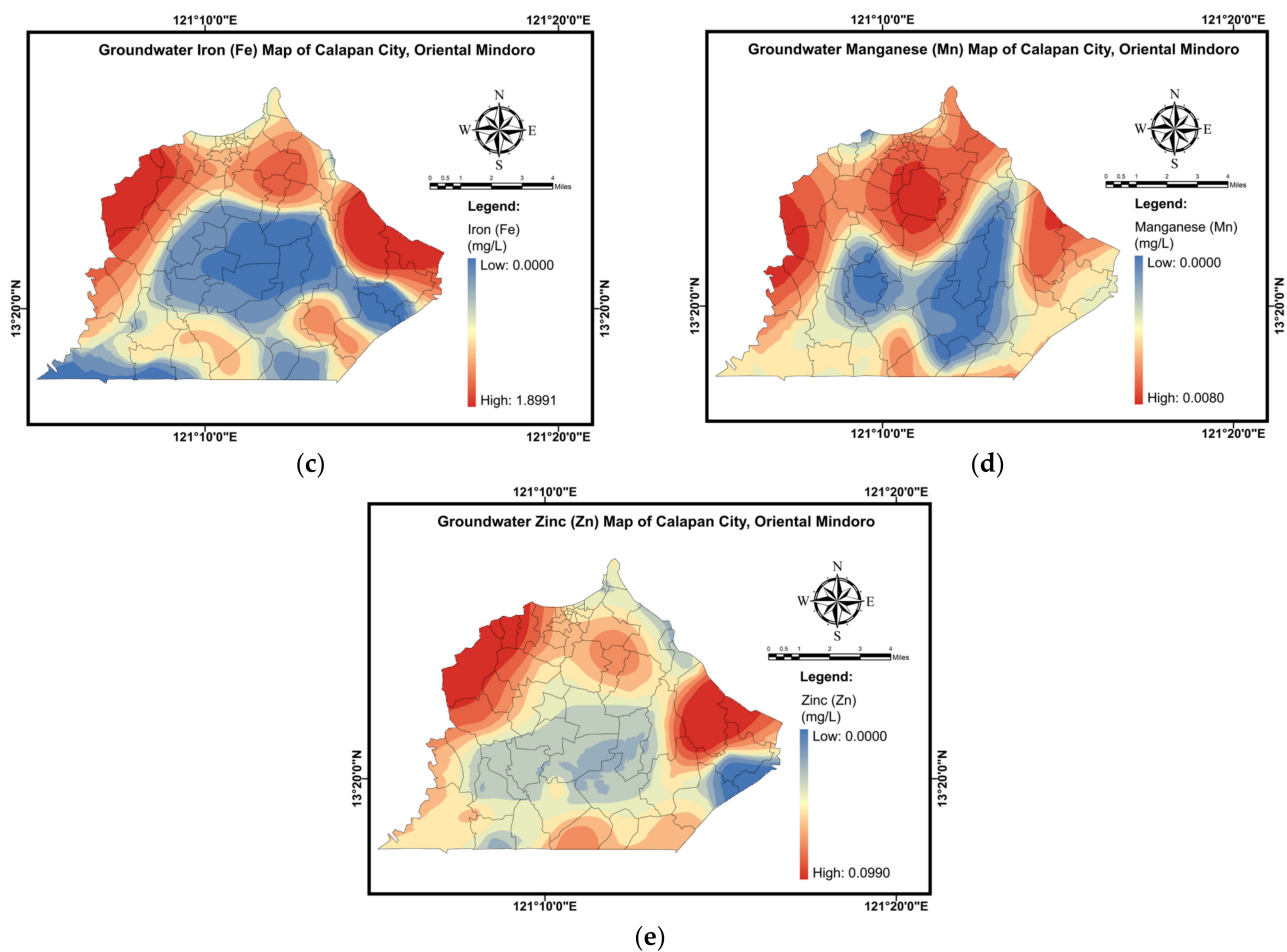 121°10'0"E 121°20'0"E
Groundwater Iron (Fe) Map of Calapan City, Oriental Mindoro
N
W E
S
0 0.5 1 2 3 4
Miles
Legend:
Iron (Fe)
(mg/L)
Low: 0.0000
High: 1.8991
13°20'0"N 13°20'0"N
121°10'0"E 121°20'0"E
(c)
121°10'0"E 121°20'0"E
Groundwater Manganese (Mn) Map of Calapan City, Oriental Mindoro
N
W E
S
0 0.5 1 2 3 4
Miles
Legend:
Manganese (Mn)
(mg/L)
Low: 0.0000
High: 0.0080
13°20'0"N 13°20'0"N
121°10'0"E 121°20'0"E
(d)
121°10'0"E 121°20'0"E
Groundwater Zinc (Zn) Map of Calapan City, Oriental Mindoro
N
W E
S
0 0.5 1 2 3 4
Miles
Legend:
Zinc (Zn)
(mg/L)
Low: 0.0000
High: 0.0990
13°20'0"N 13°20'0"N
121°10'0"E 121°20'0"E
(e)